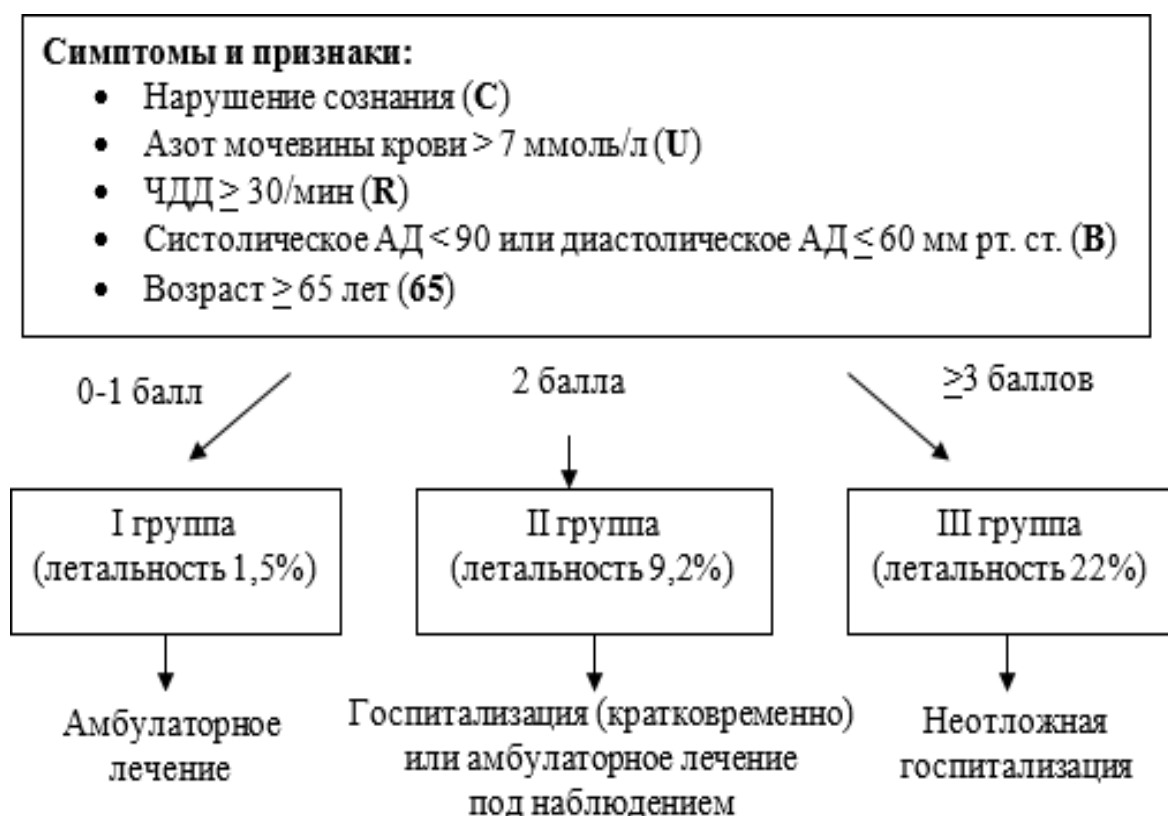 Симптомы и признаки:
• Нарушение сознания (C)
• Азот мочевины крови > 7 ммоль/л (U)
• ЧДД ≥ 30/мин (R)
• Систолическое АД < 90 или диастолическое АД ≤ 60 мм рт. ст. (B)
• Возраст ≥ 65 лет (65)
0-1 балл
2 балла
≥3 баллов
I группа
(летальность 1,5%)
II группа
(летальность 9,2%)
III группа
(летальность 22%)
Амбулаторное
лечение
Госпитализация (кратковременно)
или амбулаторное лечение
под наблюдением
Неотложная
госпитализация